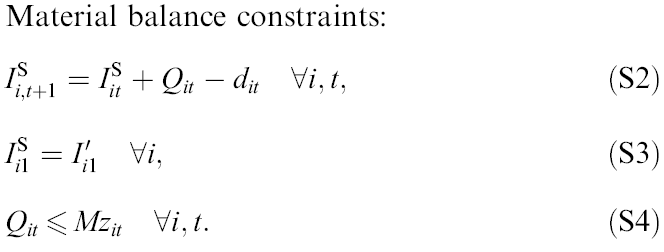 Material balance constraints:
I^S_{i,t+1} = I^S_{it} + Q_{it} − d_{it} ∀i, t, (S2)
I^S_{i1} = I′_{i1} ∀i, (S3)
Q_{it} ⩽ Mz_{it} ∀i, t. (S4)